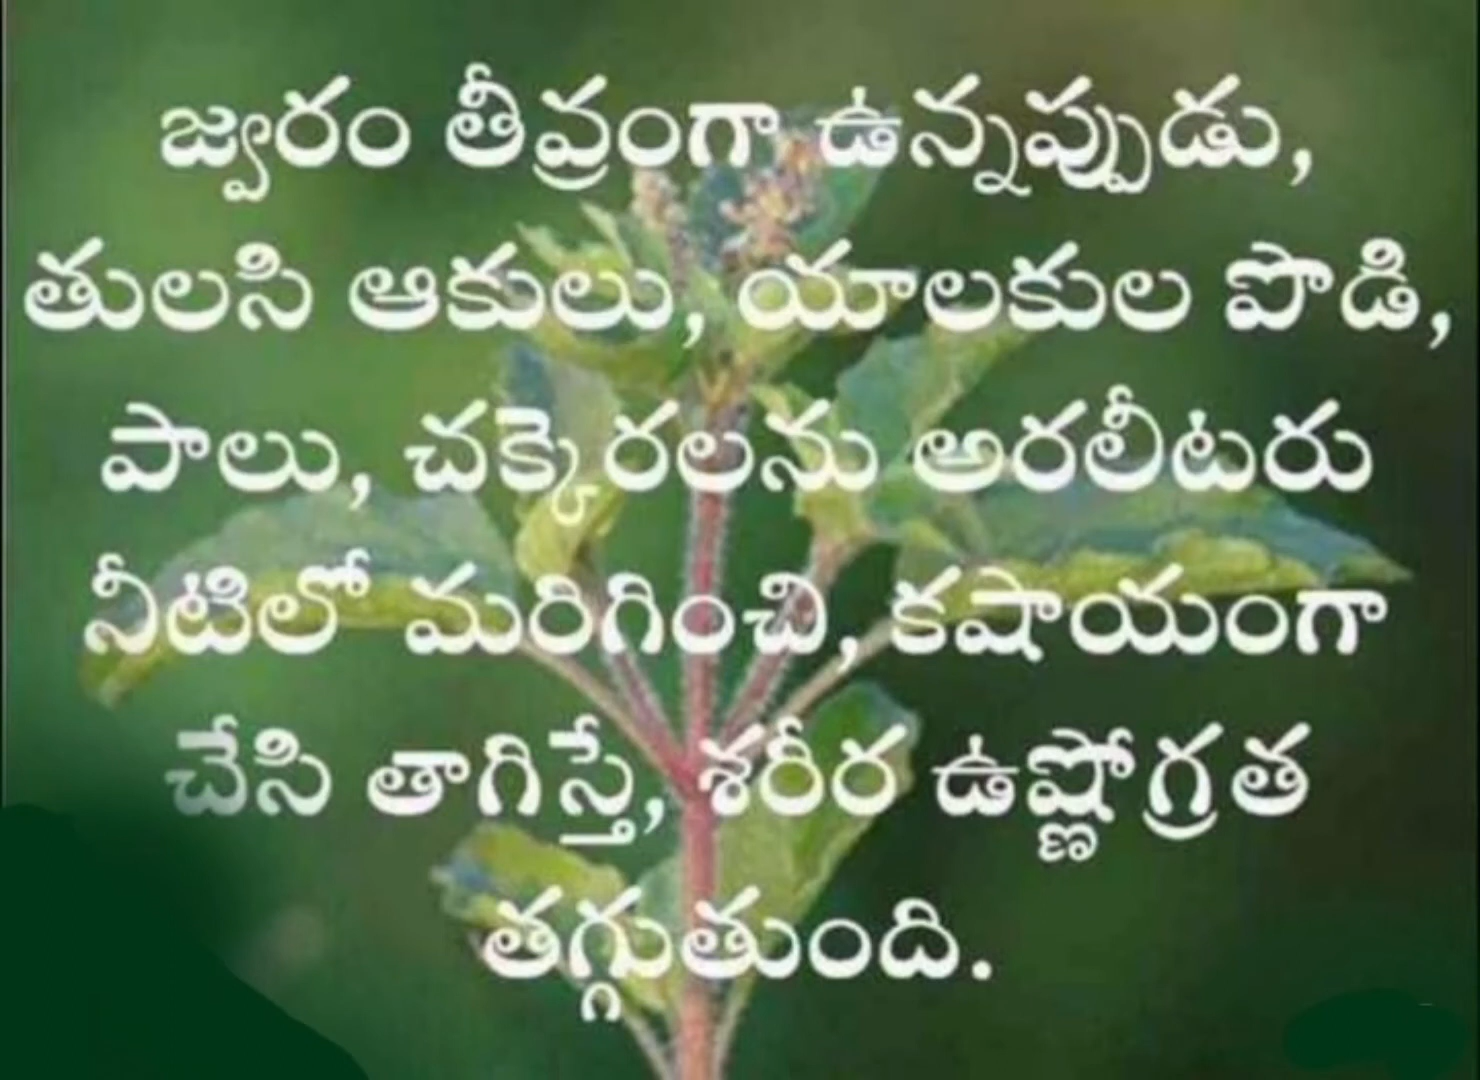 జ్వరం తీవ్రంగా ఉన్నప్పుడు,
తులసి ఆకులు, యాలకుల పొడి,
పాలు, చక్కెరలను అరలీటరు
నీటిలో మరిగించి, కషాయంగా
చేసి తాగిస్తే, శరీర ఉష్ణోగ్రత
తగ్గుతుంది.